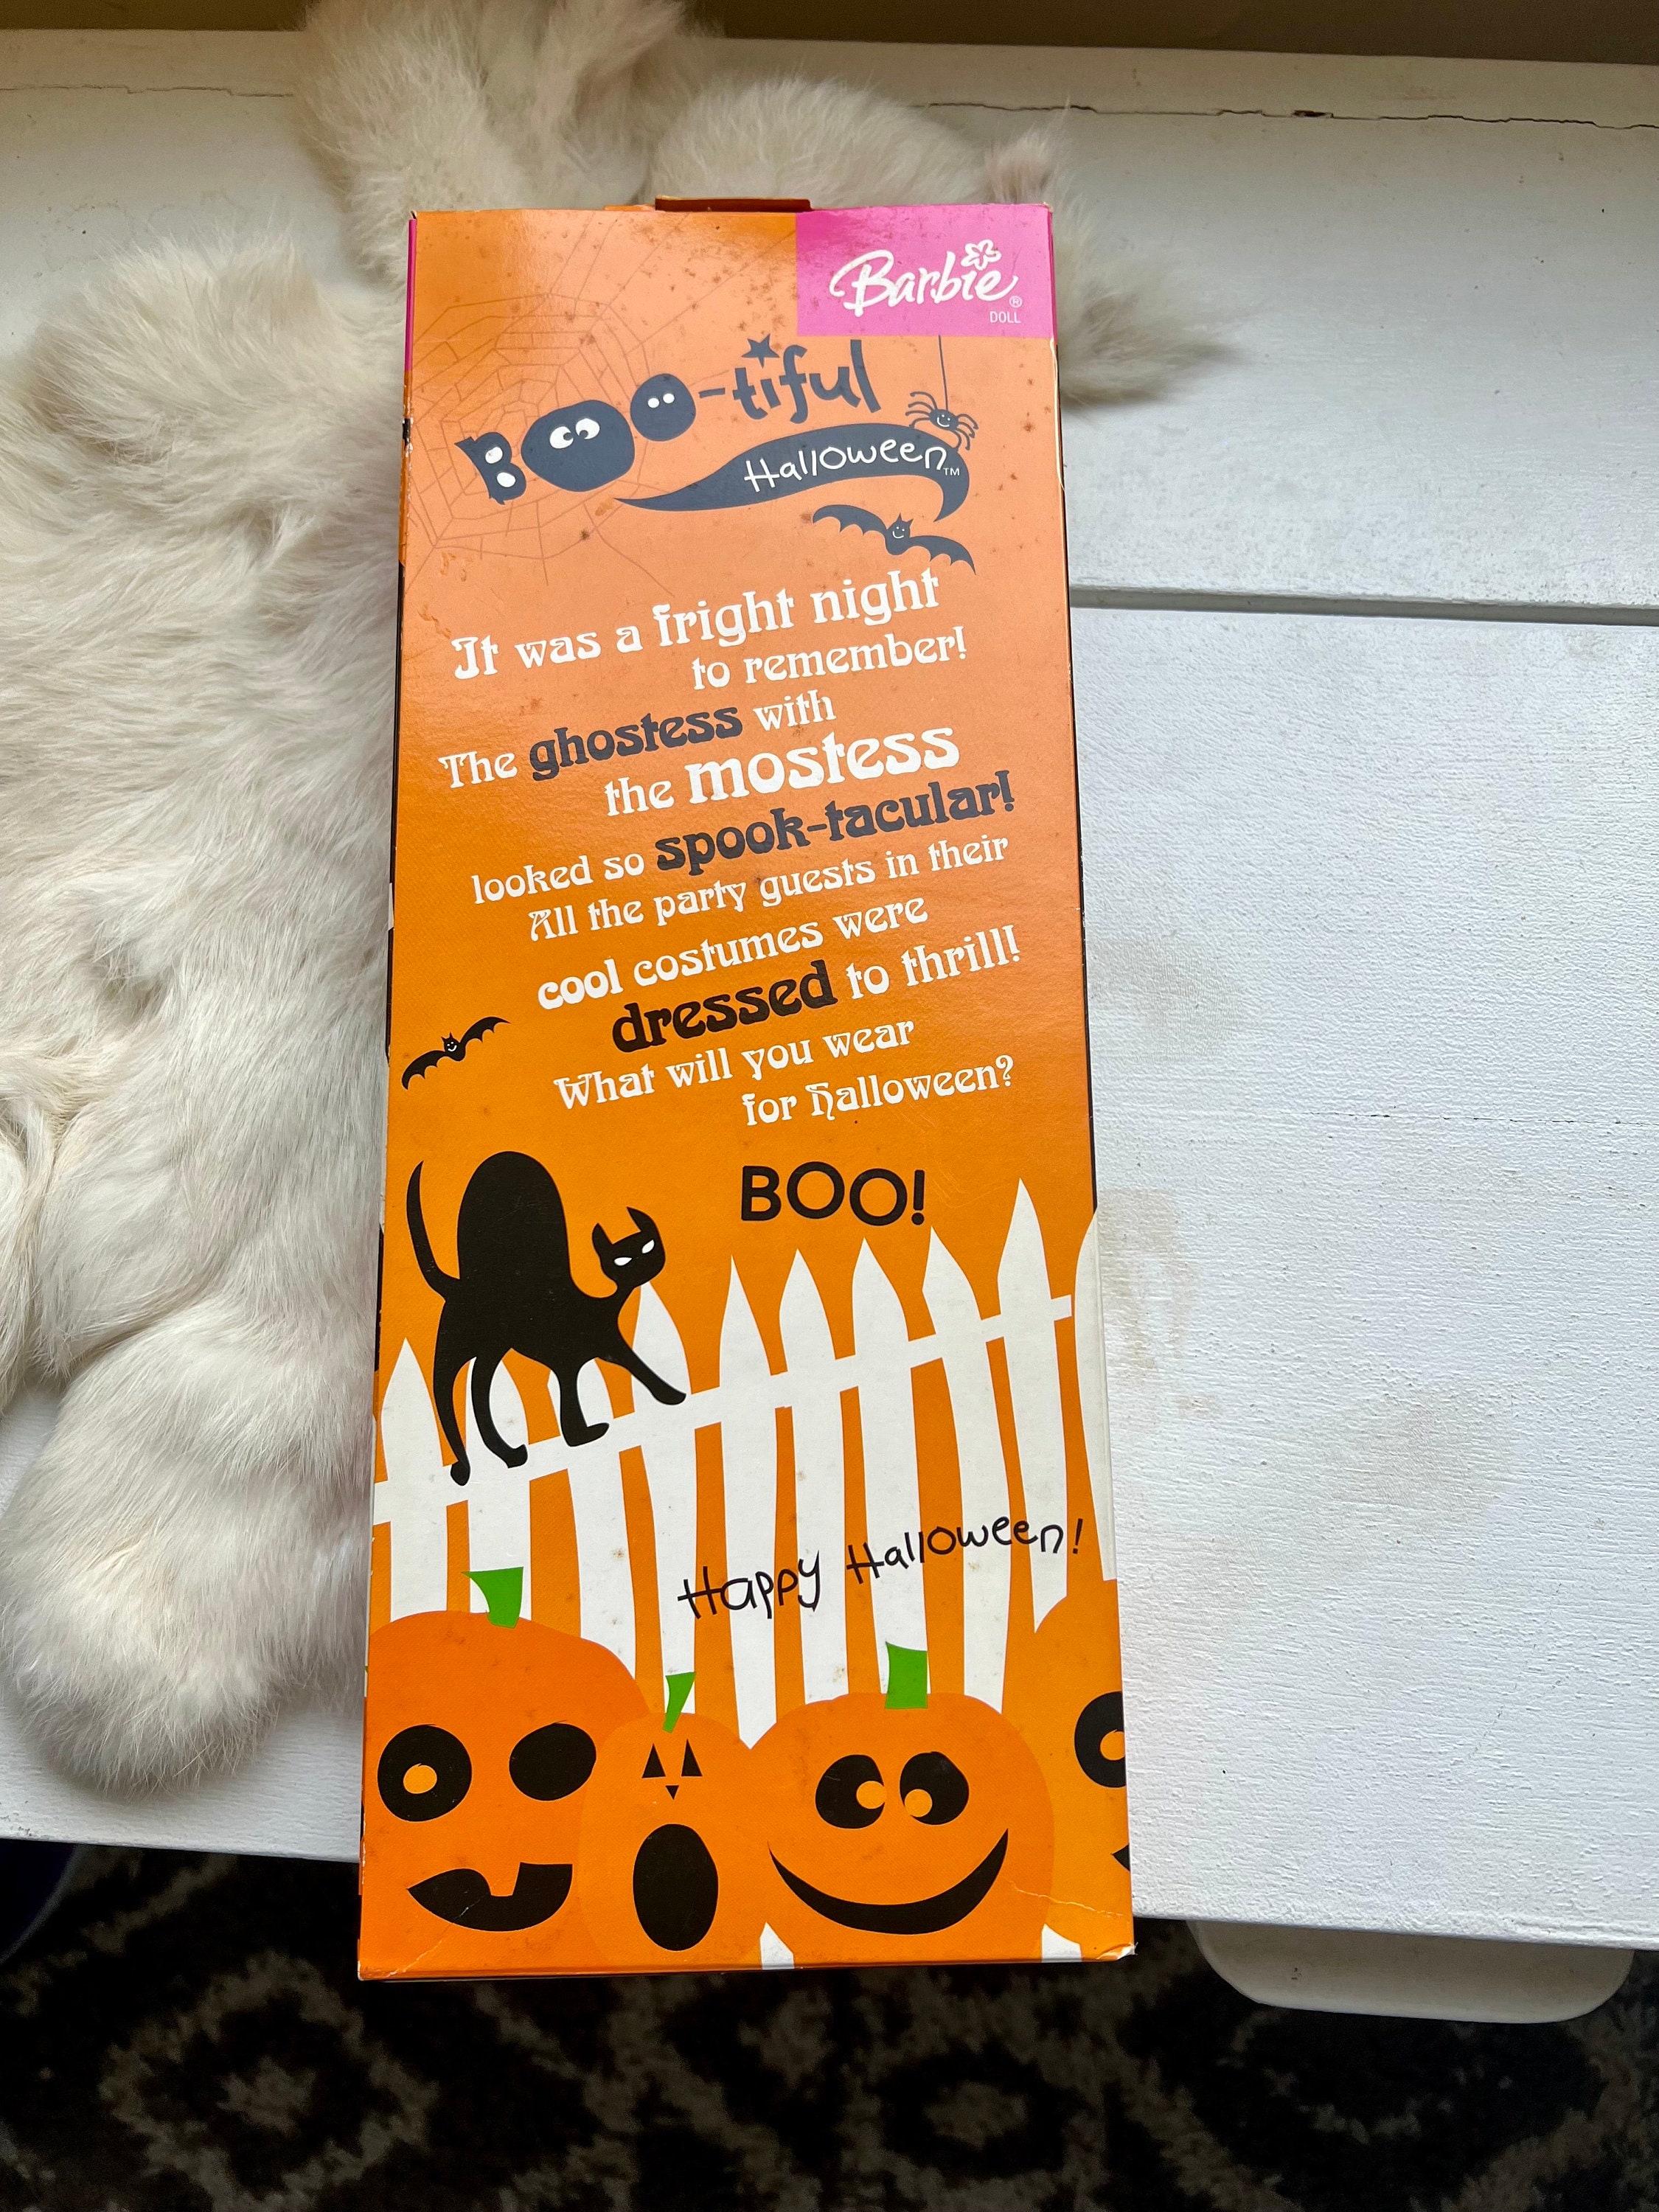 Barbie®
DOLL
BOO-tiful
Halloween™
It was a fright night
to remember!
The ghostess with
the mostess
looked so spook-tacular!
All the party guests in their
cool costumes were
dressed to thrill!
What will you wear
for Halloween?
BOO!
Happy Halloween!